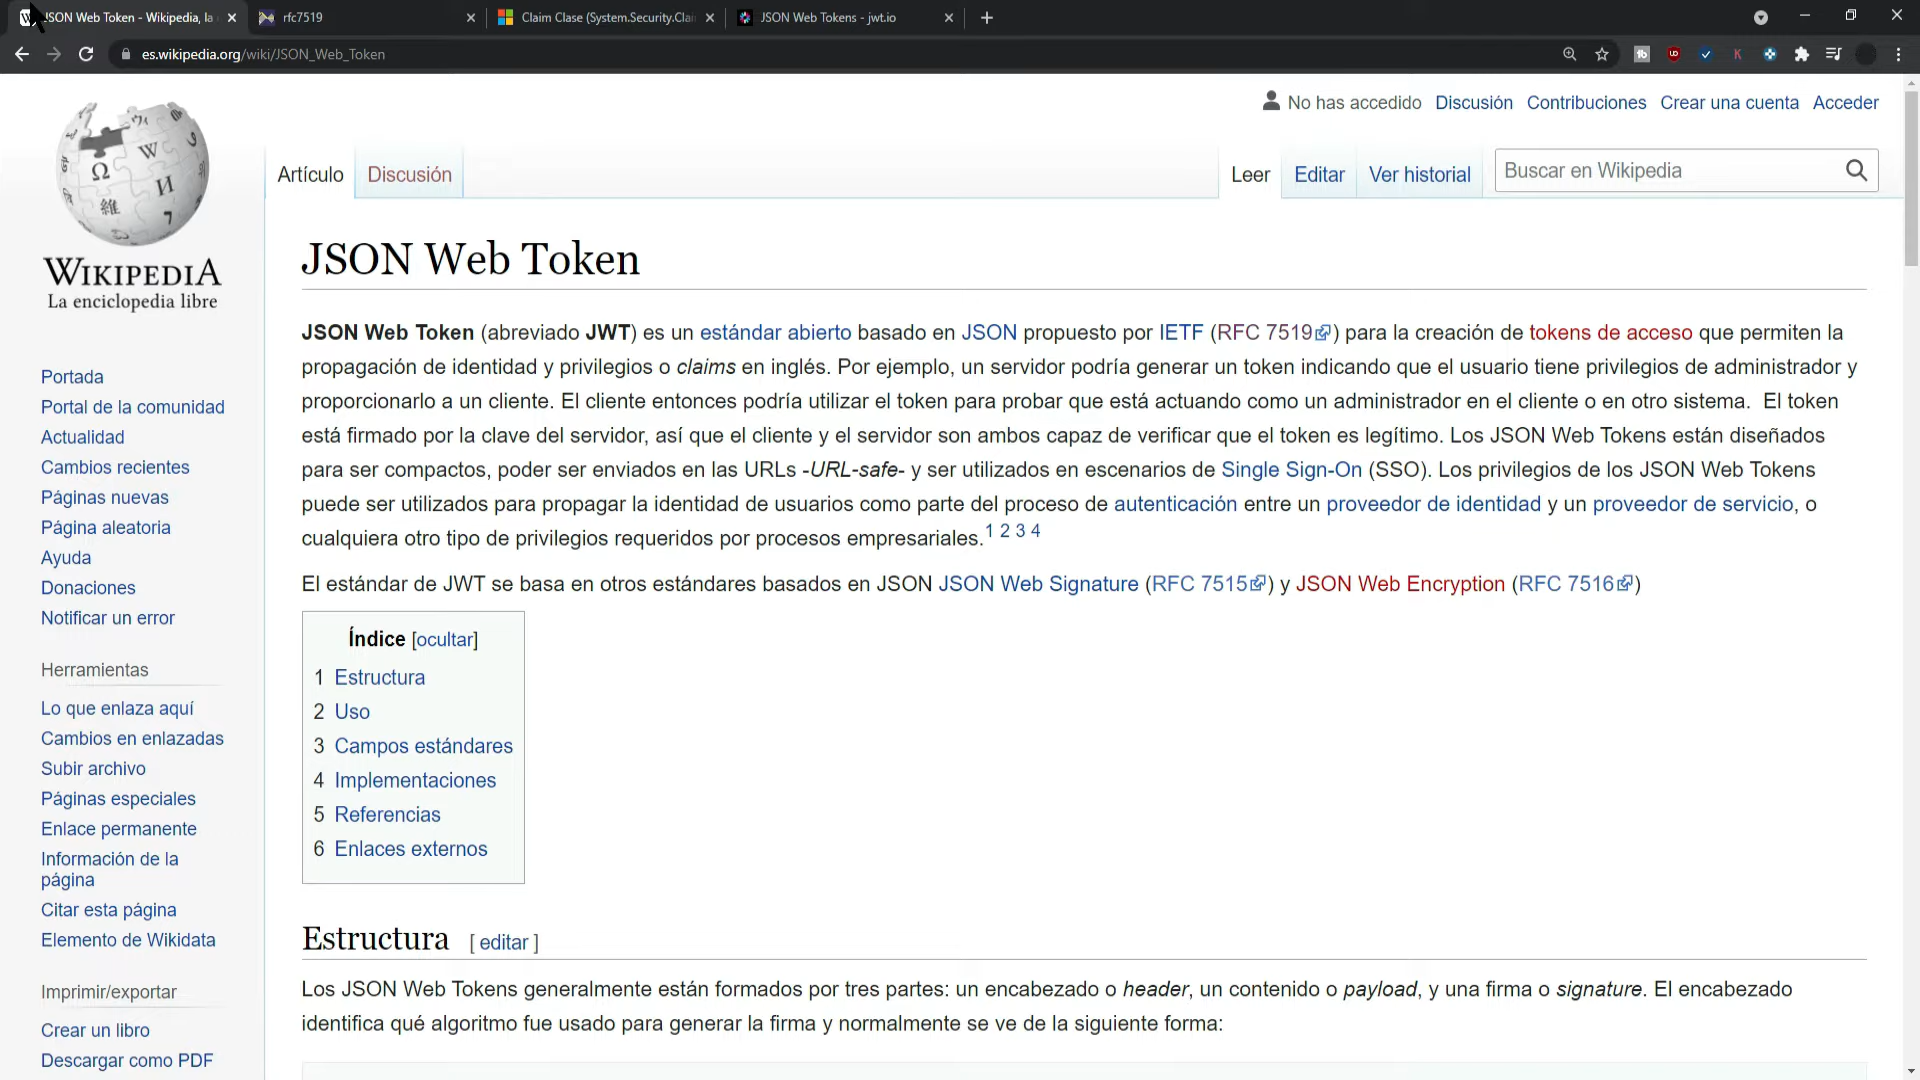 JSON Web Token - Wikipedia, la
rfc7519
Claim Clase (System.Security.Clai
JSON Web Tokens - jwt.io
es.wikipedia.org/wiki/JSON_Web_Token
No has accedido Discusión Contribuciones Crear una cuenta Acceder
Artículo Discusión Leer Editar Ver historial Buscar en Wikipedia
WIKIPEDIA
La enciclopedia libre
Portada
Portal de la comunidad
Actualidad
Cambios recientes
Páginas nuevas
Página aleatoria
Ayuda
Donaciones
Notificar un error
Herramientas
Lo que enlaza aquí
Cambios en enlazadas
Subir archivo
Páginas especiales
Enlace permanente
Información de la
página
Citar esta página
Elemento de Wikidata
Imprimir/exportar
Crear un libro
Descargar como PDF
JSON Web Token
JSON Web Token (abreviado JWT) es un estándar abierto basado en JSON propuesto por IETF (RFC 7519) para la creación de tokens de acceso que permiten la
propagación de identidad y privilegios o claims en inglés. Por ejemplo, un servidor podría generar un token indicando que el usuario tiene privilegios de administrador y
proporcionarlo a un cliente. El cliente entonces podría utilizar el token para probar que está actuando como un administrador en el cliente o en otro sistema. El token
está firmado por la clave del servidor, así que el cliente y el servidor son ambos capaz de verificar que el token es legítimo. Los JSON Web Tokens están diseñados
para ser compactos, poder ser enviados en las URLs -URL-safe- y ser utilizados en escenarios de Single Sign-On (SSO). Los privilegios de los JSON Web Tokens
puede ser utilizados para propagar la identidad de usuarios como parte del proceso de autenticación entre un proveedor de identidad y un proveedor de servicio, o
cualquiera otro tipo de privilegios requeridos por procesos empresariales.1 2 3 4
El estándar de JWT se basa en otros estándares basados en JSON JSON Web Signature (RFC 7515) y JSON Web Encryption (RFC 7516)
Índice [ocultar]
1 Estructura
2 Uso
3 Campos estándares
4 Implementaciones
5 Referencias
6 Enlaces externos
Estructura [ editar ]
Los JSON Web Tokens generalmente están formados por tres partes: un encabezado o header, un contenido o payload, y una firma o signature. El encabezado
identifica qué algoritmo fue usado para generar la firma y normalmente se ve de la siguiente forma: